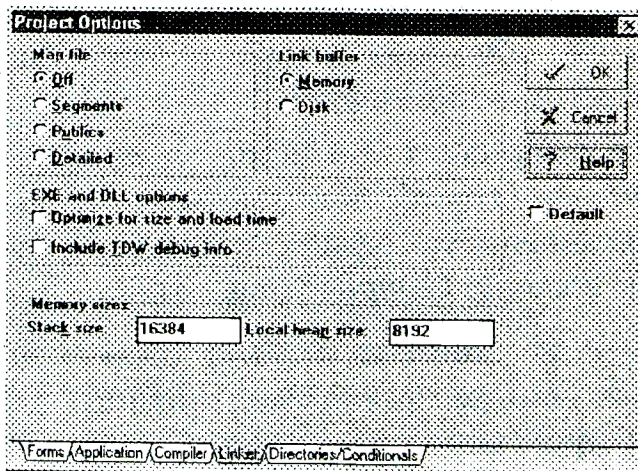 Project Options
Map file
Off
Segments
Publics
Detailed
Link buffer
Memory
Disk
OK
Cancel
? Help
EXE and DLL options
Optimize for size and load time
Include TDW debug info
Default
Memory sizes
Stack size 16384 Local heap size 8192
Forms Application Compiler Linker Directories/Conditionals